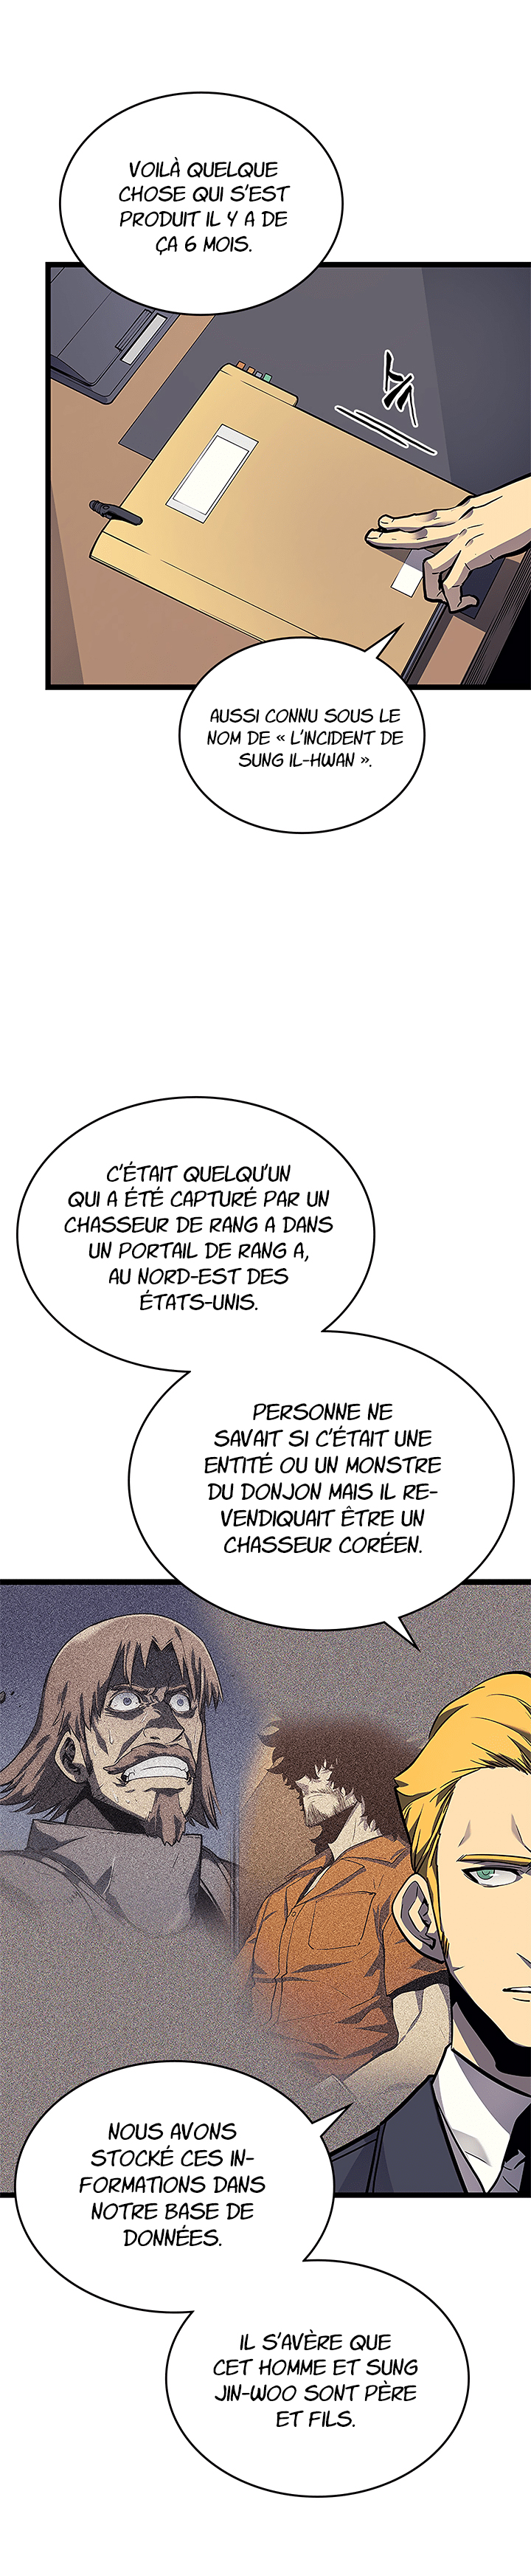 VOILÀ QUELQUE
CHOSE QUI S'EST
PRODUIT IL Y A DE
ÇA 6 MOIS.
AUSSI CONNU SOUS LE
NOM DE « L'INCIDENT DE
SUNG IL-HWAN ».
C'ÉTAIT QUELQU'UN
QUI A ÉTÉ CAPTURÉ PAR UN
CHASSEUR DE RANG A DANS
UN PORTAIL DE RANG A,
AU NORD-EST DES
ÉTATS-UNIS.
PERSONNE NE
SAVAIT SI C'ÉTAIT UNE
ENTITÉ OU UN MONSTRE
DU DONJON MAIS IL RE-
VENDIQUAIT ÊTRE UN
CHASSEUR CORÉEN.
NOUS AVONS
STOCKÉ CES IN-
FORMATIONS DANS
NOTRE BASE DE
DONNÉES.
IL S'AVÈRE QUE
CET HOMME ET SUNG
JIN-WOO SONT PÈRE
ET FILS.